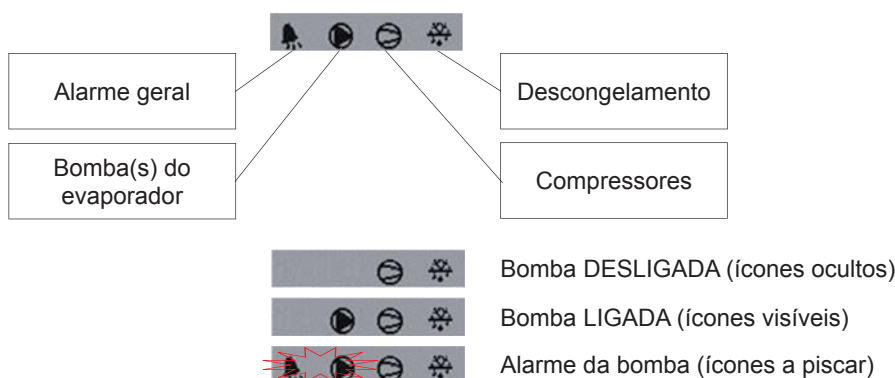 Alarme geral
Descongelamento
Bomba(s) do
evaporador
Compressores
Bomba DESLIGADA (ícones ocultos)
Bomba LIGADA (ícones visíveis)
Alarme da bomba (ícones a piscar)